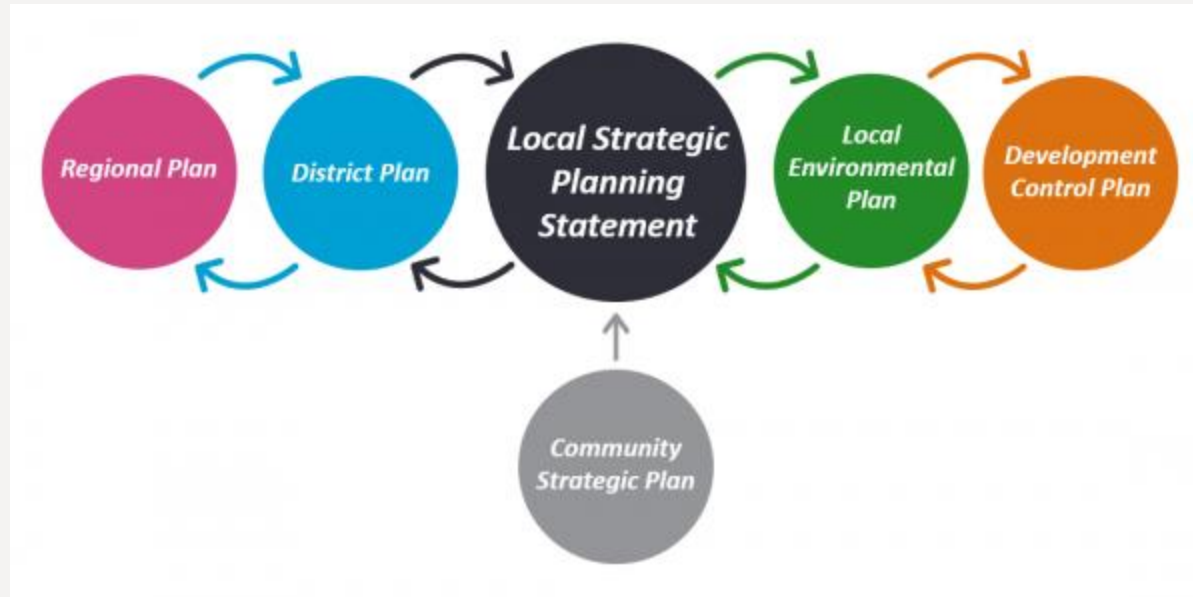 Regional Plan
District Plan
Local Strategic
Planning
Statement
Local
Environmental
Plan
Development
Control Plan
Community
Strategic Plan